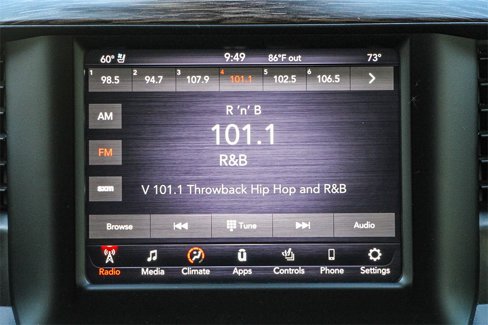 60° 9:49 86°F out 73°
1 98.5 2 94.7 3 107.9 4 101.1 5 102.5 6 106.5
AM
R 'n' B
101.1
FM
R&B
sxm
V 101.1 Throwback Hip Hop and R&B
Browse Tune Audio
Radio Media Climate Apps Controls Phone Settings